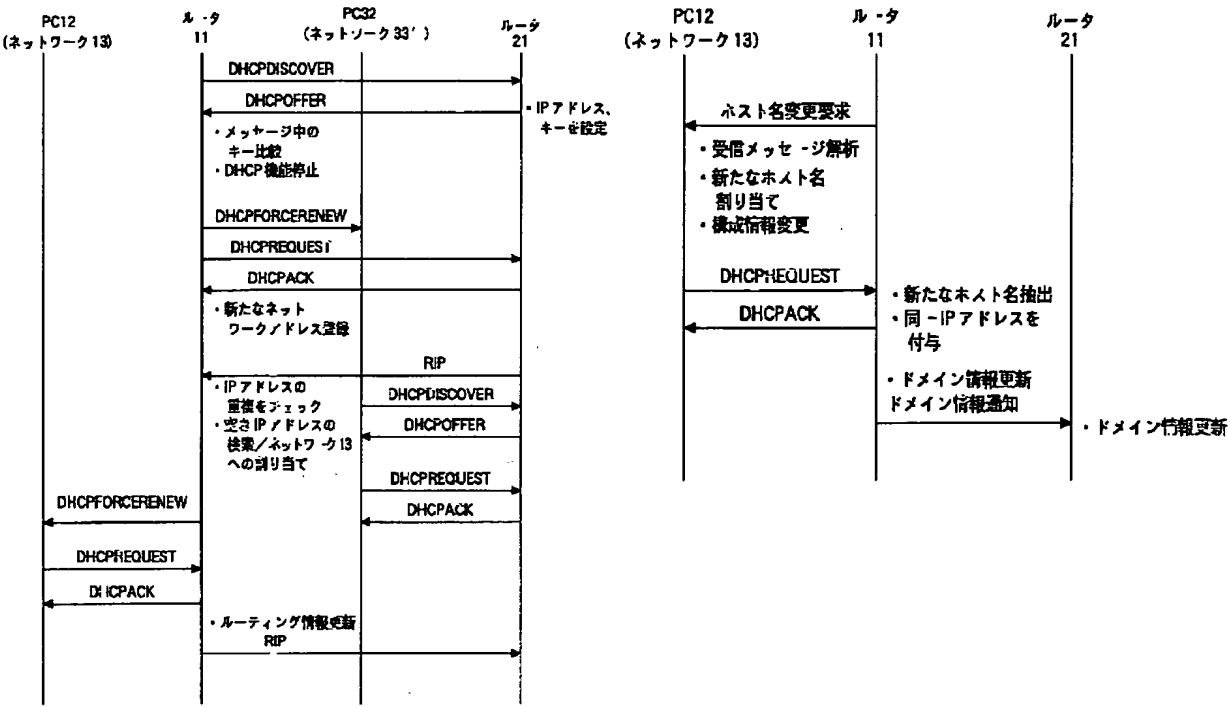 PC12
(ネットワーク13)
ルータ
11
PC32
(ネットワーク33')
ルータ
21
DHCPDISCOVER
DHCPOFFER
・IPアドレス、
キーを設定
・メッセージ中の
キー比較
・DHCP機能停止
DHCPFORCERENEW
DHCPREQUEST
DHCPACK
・新たなネット
ワークアドレス登録
RIP
・IPアドレスの
重複をチェック
・空きIPアドレスの
検索/ネットワーク13
への割り当て
DHCPDISCOVER
DHCPOFFER
DHCPREQUEST
DHCPACK
DHCPFORCERENEW
DHCPREQUEST
DHCPACK
・ルーティング情報更新
RIP
PC12
(ネットワーク13)
ルータ
11
ルータ
21
ホスト名変更要求
・受信メッセージ解析
・新たなホスト名
割り当て
・構成情報変更
DHCPREQUEST
・新たなホスト名抽出
DHCPACK
・同一IPアドレスを
付与
・ドメイン情報更新
ドメイン情報通知
・ドメイン情報更新